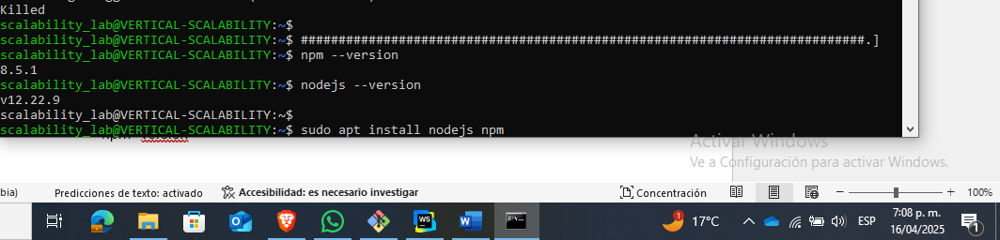 Killed
scalability_lab@VERTICAL-SCALABILITY:~$
scalability_lab@VERTICAL-SCALABILITY:~$ ###########################################################################.]
scalability_lab@VERTICAL-SCALABILITY:~$ npm --version
8.5.1
scalability_lab@VERTICAL-SCALABILITY:~$ nodejs --version
v12.22.9
scalability_lab@VERTICAL-SCALABILITY:~$
scalability_lab@VERTICAL-SCALABILITY:~$ sudo apt install nodejs npm
Activar Windows
Ve a Configuración para activar Windows.
bia) Predicciones de texto: activado Accesibilidad: es necesario investigar Concentración 100%
WS W 1 17°C ESP 7:08 p. m.
16/04/2025 1